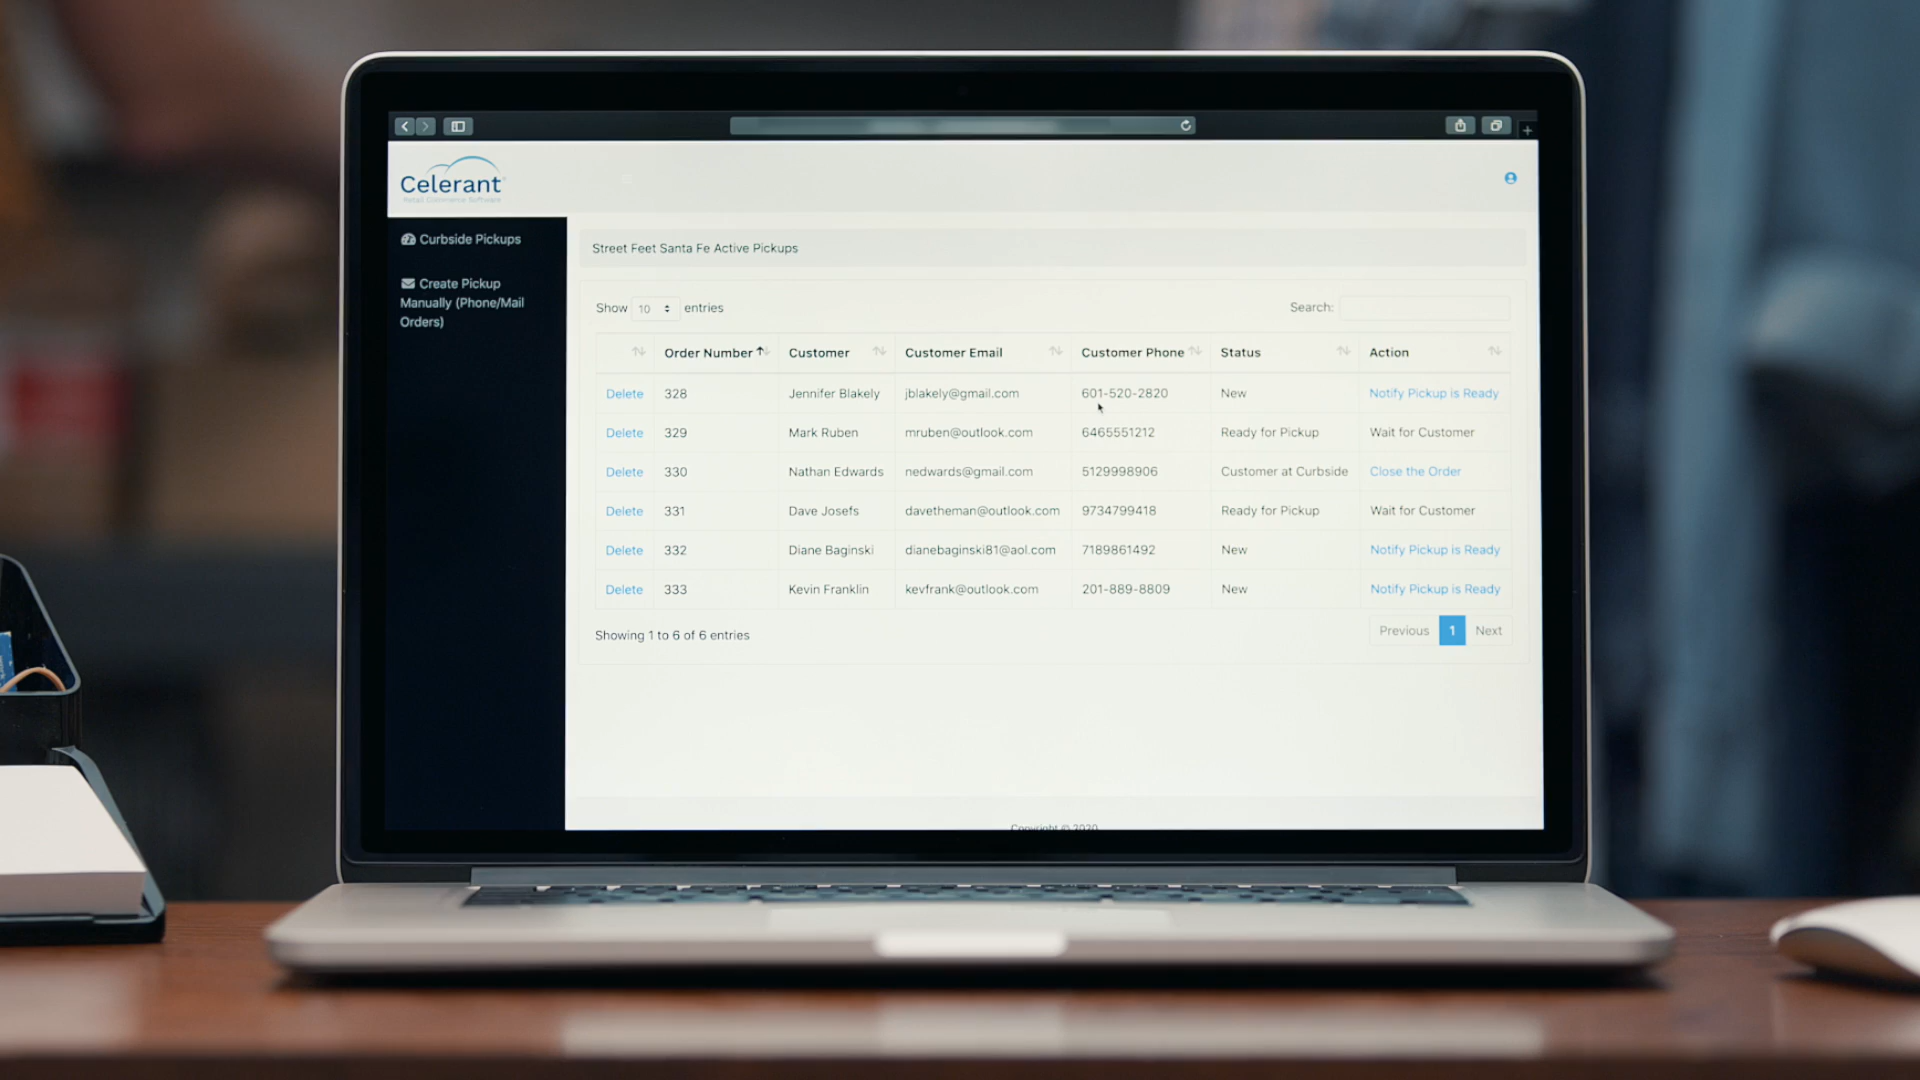 Celerant
Retail Commerce Software
Curbside Pickups
Create Pickup
Manually (Phone/Mail
Orders)
Street Feet Santa Fe Active Pickups
Show 10 entries
Search:
Order Number Customer Customer Email Customer Phone Status Action
Delete 328 Jennifer Blakely jblakely@gmail.com 601-520-2820 New Notify Pickup is Ready
Delete 329 Mark Ruben mruben@outlook.com 6465551212 Ready for Pickup Wait for Customer
Delete 330 Nathan Edwards nedwards@gmail.com 5129998906 Customer at Curbside Close the Order
Delete 331 Dave Josefs davetheman@outlook.com 9734799418 Ready for Pickup Wait for Customer
Delete 332 Diane Baginski dianebaginski81@aol.com 7189861492 New Notify Pickup is Ready
Delete 333 Kevin Franklin kevfrank@outlook.com 201-889-8809 New Notify Pickup is Ready
Showing 1 to 6 of 6 entries
Previous 1 Next
Copyright © 2020